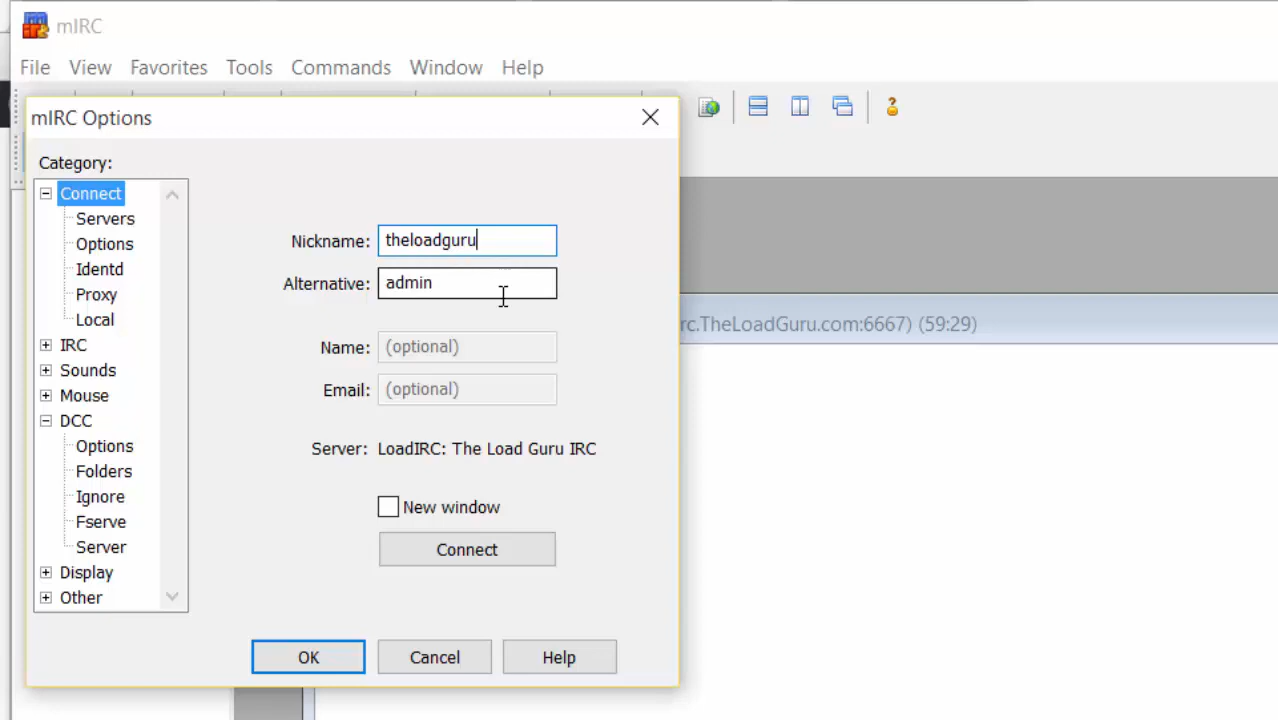 mIRC
File View Favorites Tools Commands Window Help
mIRC Options
Category:
Connect
Servers
Options
Identd
Proxy
Local
IRC
Sounds
Mouse
DCC
Options
Folders
Ignore
Fserve
Server
Display
Other
Nickname: theloadguru
Alternative: admin
Name: (optional)
Email: (optional)
Server: LoadIRC: The Load Guru IRC
New window
Connect
OK Cancel Help
rc.TheLoadGuru.com:6667) (59:29)